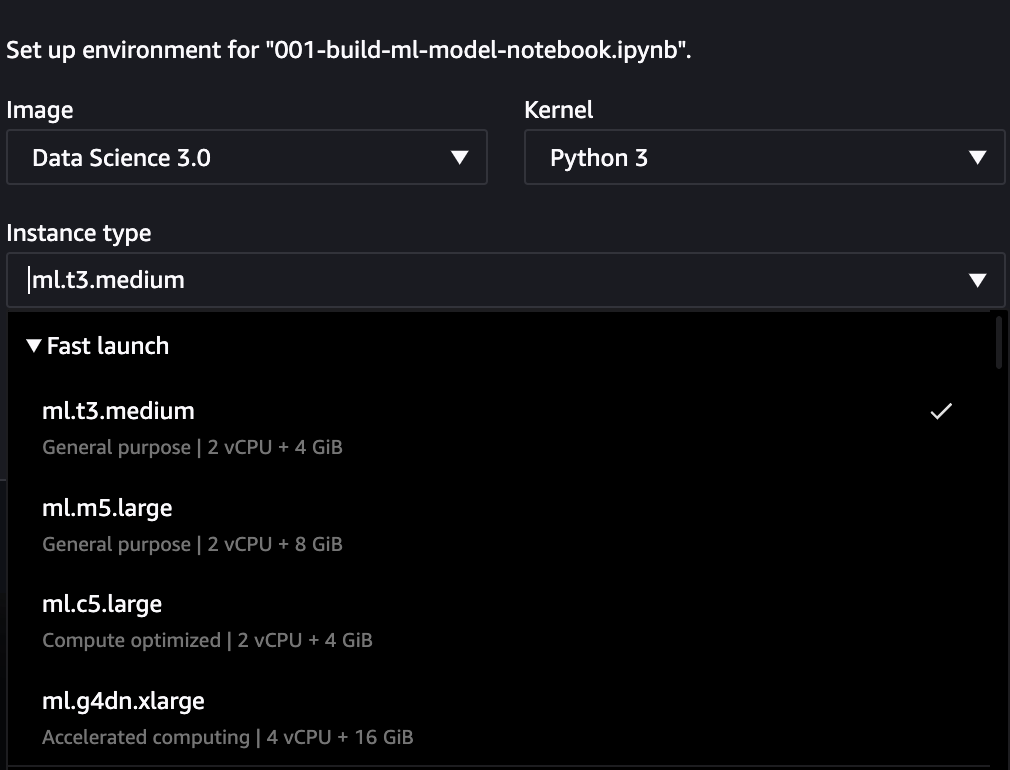 Set up environment for "001-build-ml-model-notebook.ipynb".
Image
Kernel
Data Science 3.0
Python 3
Instance type
ml.t3.medium
Fast launch
ml.t3.medium
General purpose | 2 vCPU + 4 GiB
ml.m5.large
General purpose | 2 vCPU + 8 GiB
ml.c5.large
Compute optimized | 2 vCPU + 4 GiB
ml.g4dn.xlarge
Accelerated computing | 4 vCPU + 16 GiB